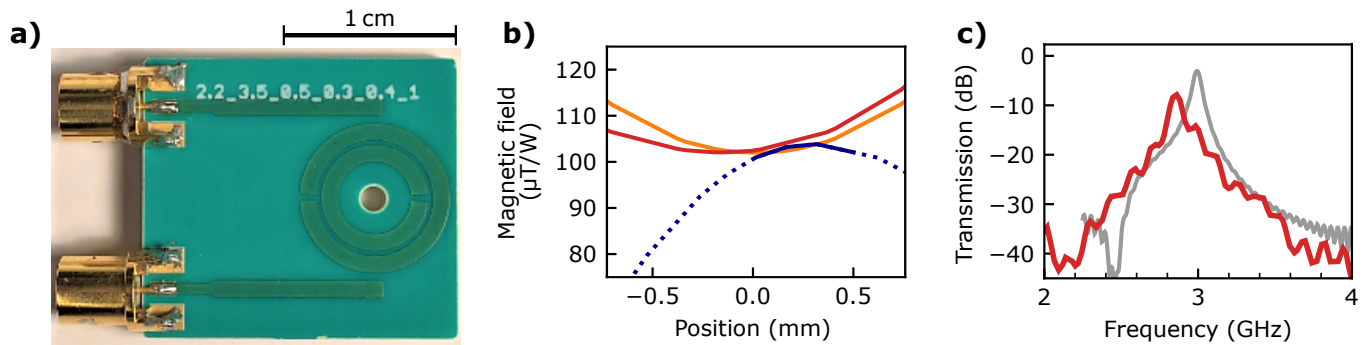 a)
1 cm
2.2_3.5_0.5_0.3_0.4_1
b)
Magnetic field
(μT/W)
120
110
100
90
80
−0.5
0.0
0.5
Position (mm)
c)
Transmission (dB)
0
−10
−20
−30
−40
2
3
4
Frequency (GHz)